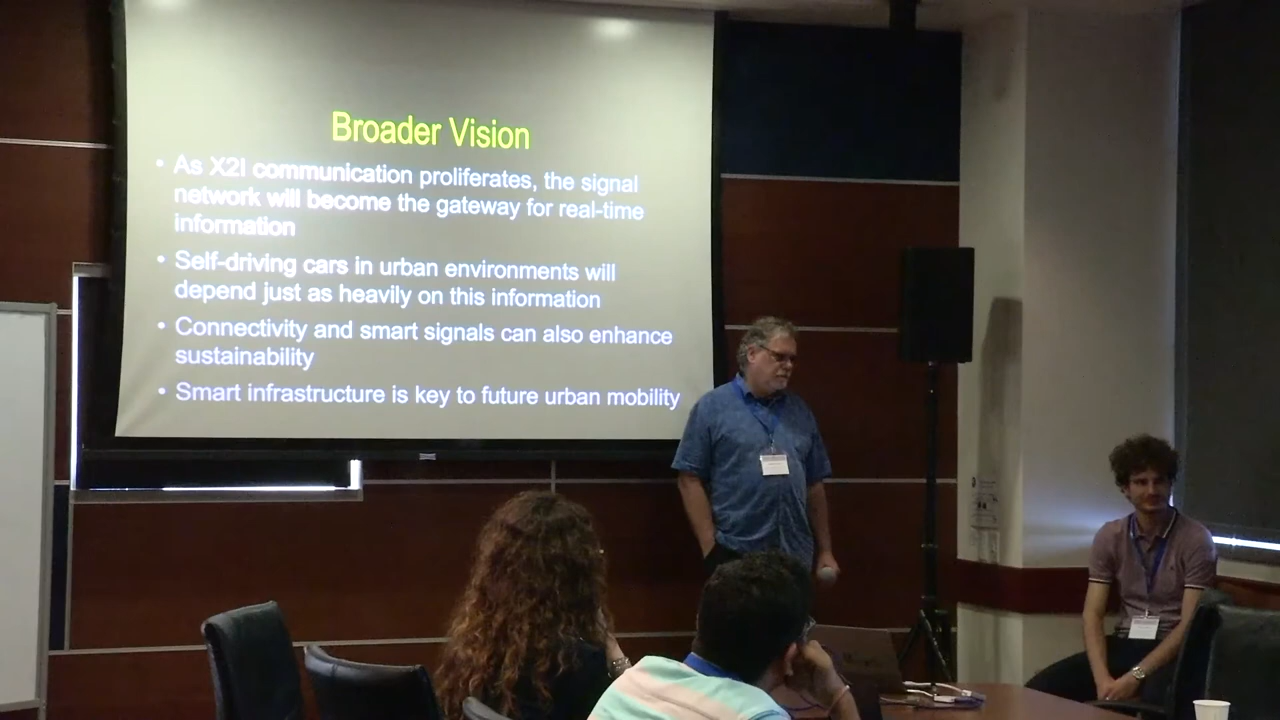 Broader Vision
• As X2I communication proliferates, the signal
network will become the gateway for real-time
information
• Self-driving cars in urban environments will
depend just as heavily on this information
• Connectivity and smart signals can also enhance
sustainability
• Smart infrastructure is key to future urban mobility